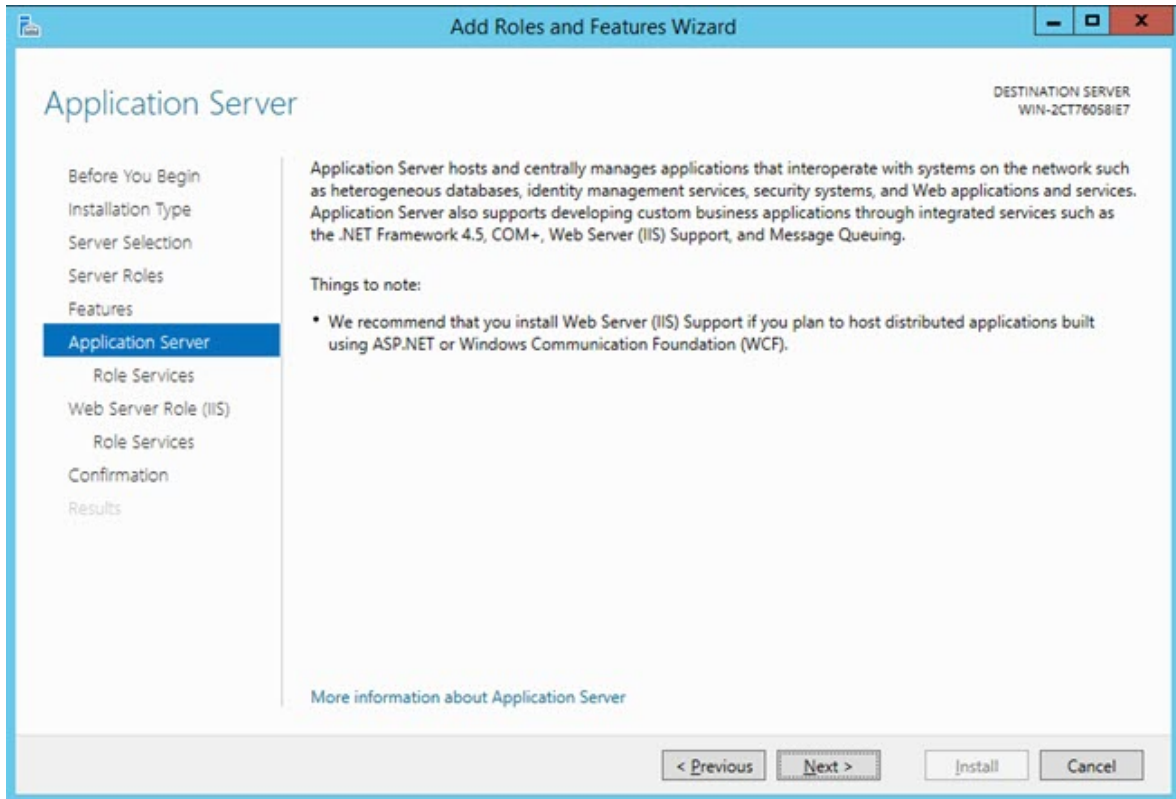 Add Roles and Features Wizard
Application Server
DESTINATION SERVER
WIN-2CT76058IE7
Before You Begin
Installation Type
Server Selection
Server Roles
Features
Application Server
Role Services
Web Server Role (IIS)
Role Services
Confirmation
Results
Application Server hosts and centrally manages applications that interoperate with systems on the network such
as heterogeneous databases, identity management services, security systems, and Web applications and services.
Application Server also supports developing custom business applications through integrated services such as
the .NET Framework 4.5, COM+, Web Server (IIS) Support, and Message Queuing.
Things to note:
• We recommend that you install Web Server (IIS) Support if you plan to host distributed applications built
using ASP.NET or Windows Communication Foundation (WCF).
More information about Application Server
< Previous
Next >
Install
Cancel